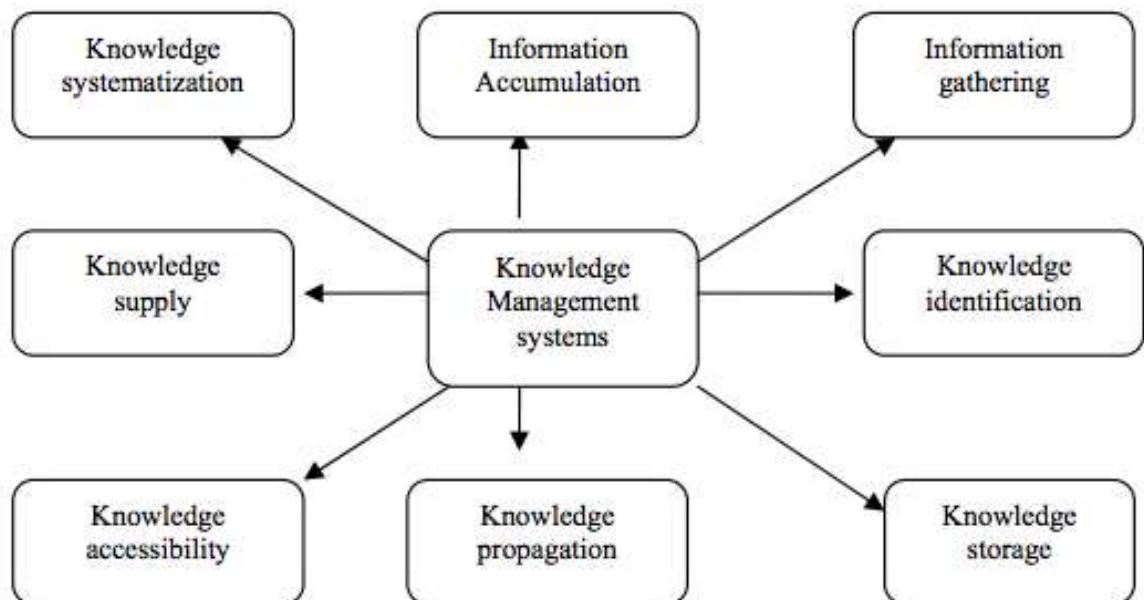 Knowledge
systematization
Information
Accumulation
Information
gathering
Knowledge
supply
Knowledge
Management
systems
Knowledge
identification
Knowledge
accessibility
Knowledge
propagation
Knowledge
storage